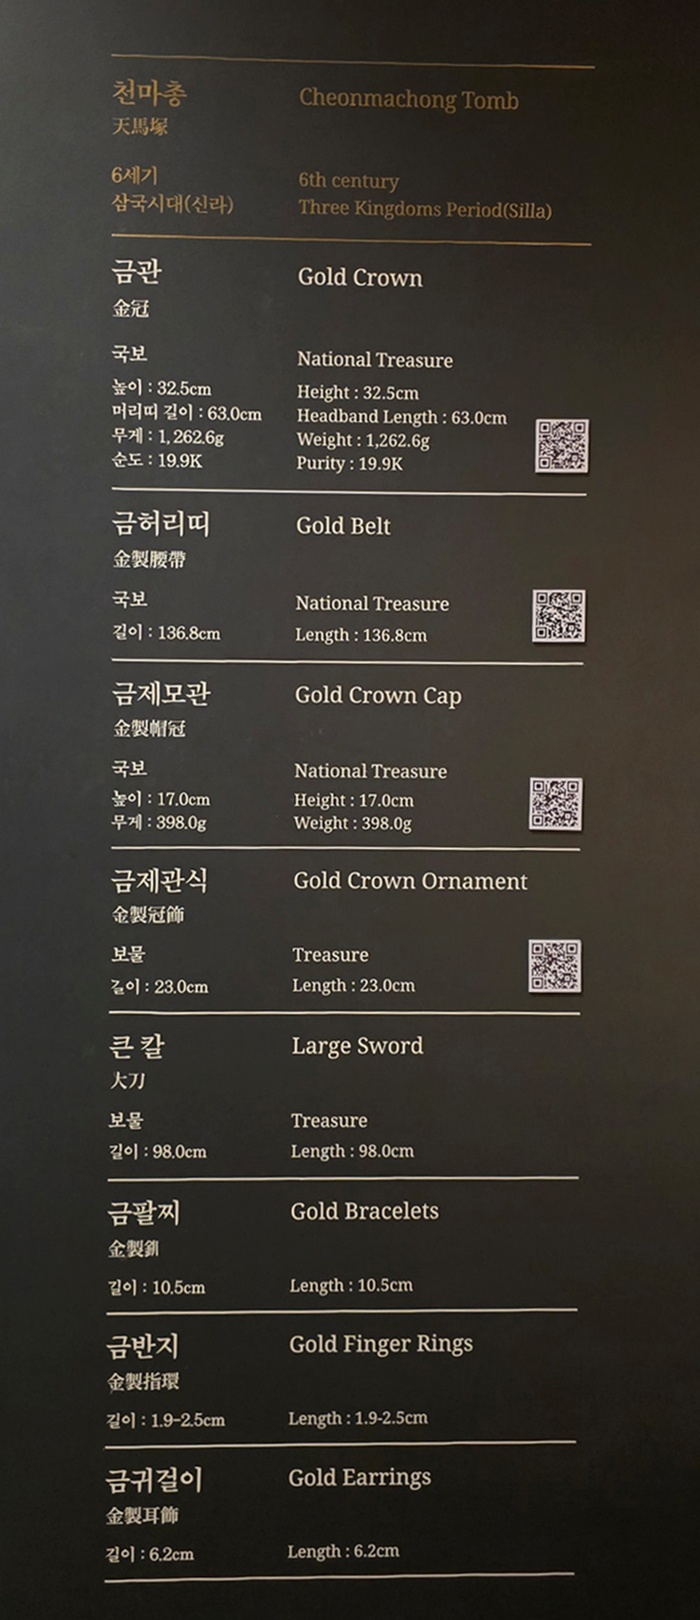 천마총
Cheonmachong Tomb
天馬塚
6세기
6th century
삼국시대(신라)
Three Kingdoms Period(Silla)
금관
Gold Crown
金冠
국보
National Treasure
높이 : 32.5cm
Height : 32.5cm
머리띠 길이 : 63.0cm
Headband Length : 63.0cm
무게 : 1,262.6g
Weight : 1,262.6g
순도 : 19.9K
Purity : 19.9K
금허리띠
Gold Belt
金製腰帶
국보
National Treasure
길이 : 136.8cm
Length : 136.8cm
금제모관
Gold Crown Cap
金製帽冠
국보
National Treasure
높이 : 17.0cm
Height : 17.0cm
무게 : 398.0g
Weight : 398.0g
금제관식
Gold Crown Ornament
金製冠飾
보물
Treasure
길이 : 23.0cm
Length : 23.0cm
큰 칼
Large Sword
大刀
보물
Treasure
길이 : 98.0cm
Length : 98.0cm
금팔찌
Gold Bracelets
金製釧
길이 : 10.5cm
Length : 10.5cm
금반지
Gold Finger Rings
金製指環
길이 : 1.9-2.5cm
Length : 1.9-2.5cm
금귀걸이
Gold Earrings
金製耳飾
길이 : 6.2cm
Length : 6.2cm